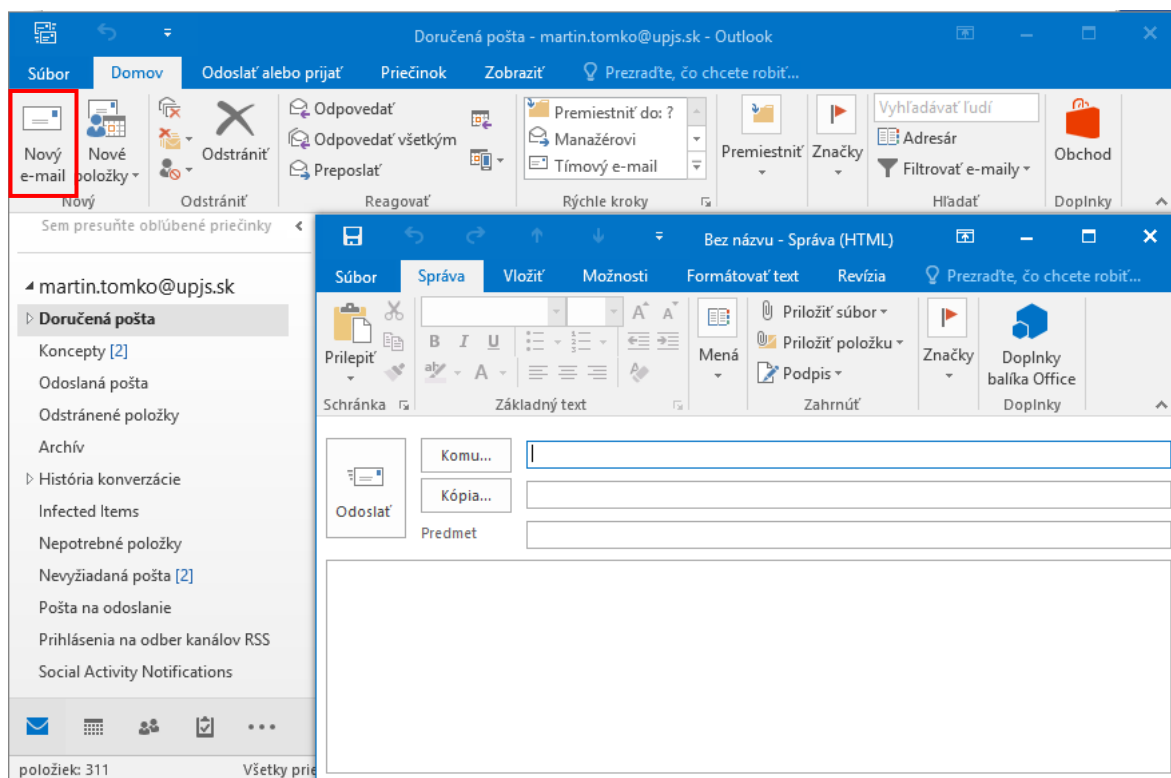 Doručená pošta - martin.tomko@upjs.sk - Outlook
Súbor Domov Odoslať alebo prijať Priečinok Zobraziť Prezraďte, čo chcete robiť...
Nový e-mail
Nové položky
Nový
Odstrániť
Odstrániť
Odpovedať
Odpovedať všetkým
Preposlať
Reagovať
Premiestniť do: ?
Manažérovi
Tímový e-mail
Rýchle kroky
Premiestniť
Značky
Vyhľadávať ľudí
Adresár
Filtrovať e-maily
Hľadať
Obchod
Doplnky
Sem presuňte obľúbené priečinky
martin.tomko@upjs.sk
Doručená pošta
Koncepty [2]
Odoslaná pošta
Odstránené položky
Archív
História konverzácie
Infected Items
Nepotrebné položky
Nevyžiadaná pošta [2]
Pošta na odoslanie
Prihlásenia na odber kanálov RSS
Social Activity Notifications
položiek: 311 Všetky prie
Bez názvu - Správa (HTML)
Súbor Správa Vložiť Možnosti Formátovať text Revízia Prezraďte, čo chcete robiť...
Prilepiť
Schránka
B I U
A A
aby A
Základný text
Mená
Priložiť súbor
Priložiť položku
Podpis
Zahrnúť
Značky
Doplnky
balíka Office
Doplnky
Odoslať
Komu...
Kópia...
Predmet